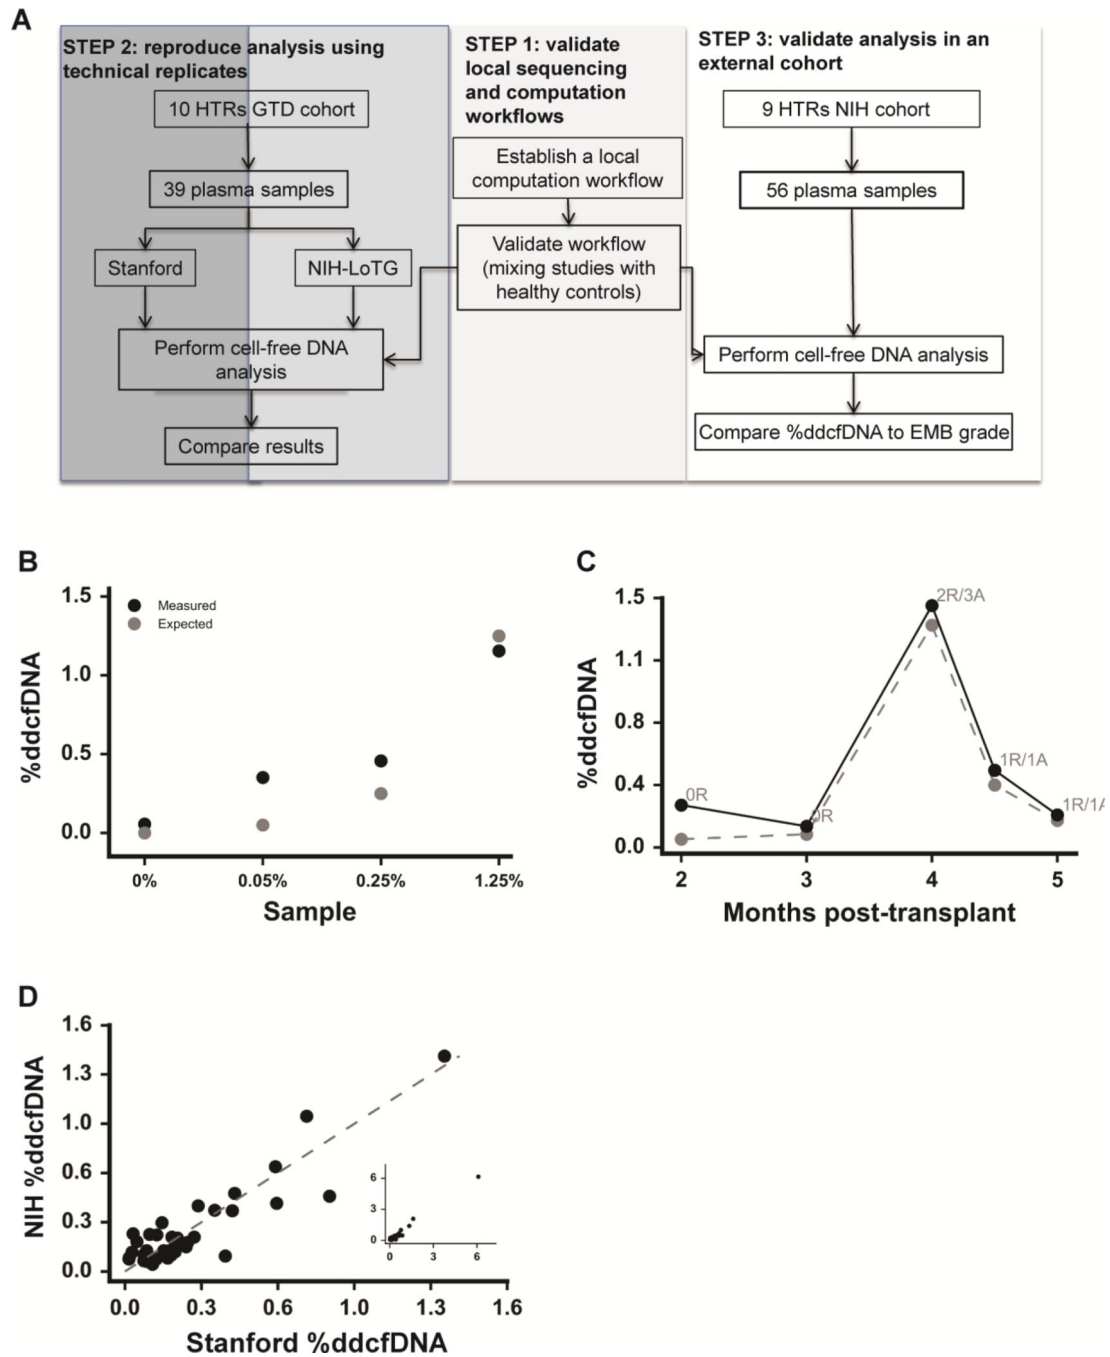 A
STEP 2: reproduce analysis using
technical replicates
10 HTRs GTD cohort
39 plasma samples
Stanford
NIH-LoTG
Perform cell-free DNA
analysis
Compare results
STEP 1: validate
local sequencing
and computation
workflows
Establish a local
computation workflow
Validate workflow
(mixing studies with
healthy controls)
STEP 3: validate analysis in an
external cohort
9 HTRs NIH cohort
56 plasma samples
Perform cell-free DNA analysis
Compare %ddcfDNA to EMB grade
B
%ddcfDNA
1.5
1.0
0.5
0.0
Measured
Expected
0% 0.05% 0.25% 1.25%
Sample
C
%ddcfDNA
1.5
1.1
0.8
0.4
0.0
0R
0R
2R/3A
1R/1A
1R/1A
2 3 4 5
Months post-transplant
D
NIH %ddcfDNA
1.6
1.3
1.0
0.6
0.3
0.0
6
3
0
0 3 6
0.0 0.3 0.6 1.0 1.3 1.6
Stanford %ddcfDNA